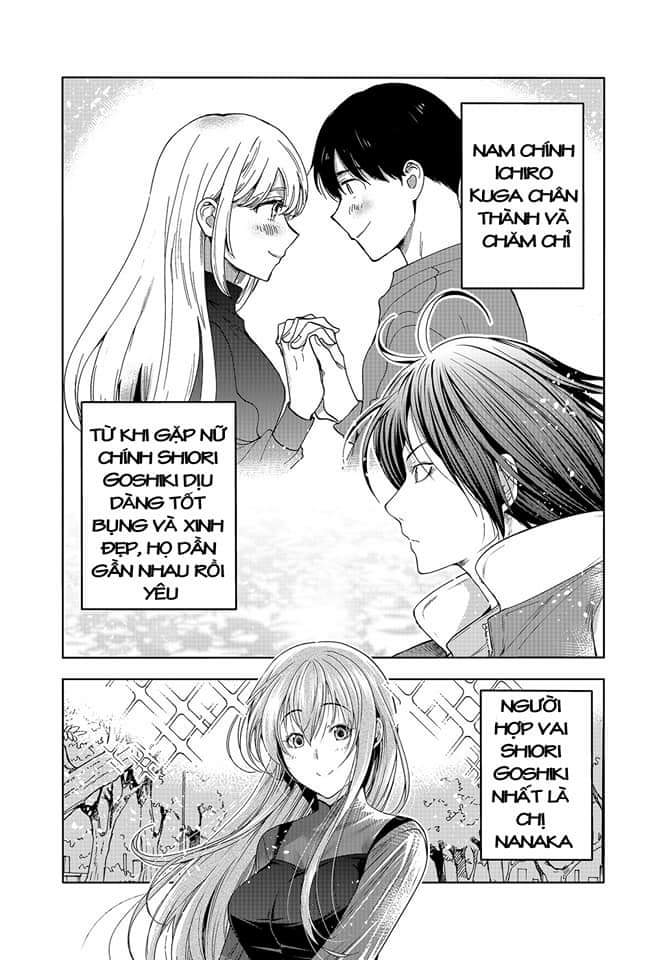 NAM CHÍNH
ICHIRO
KUGA CHÂN
THÀNH VÀ
CHĂM CHỈ
TỪ KHI GẶP NỮ
CHÍNH SHIORI
GOSHIKI DỊU
DÀNG TỐT
BỤNG VÀ XINH
ĐẸP, HỌ DẦN
GẦN NHAU RỒI
YÊU
NGƯỜI
HỢP VAI
SHIORI
GOSHIKI
NHẤT LÀ
CHỊ
NANAKA